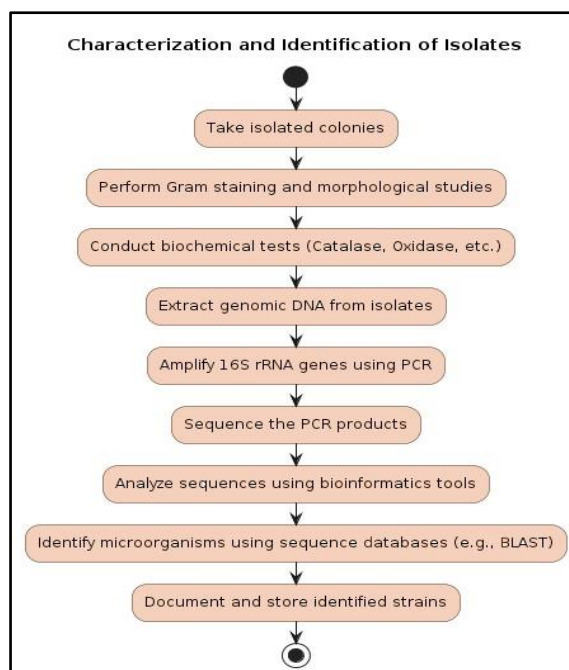 Characterization and Identification of Isolates
Take isolated colonies
Perform Gram staining and morphological studies
Conduct biochemical tests (Catalase, Oxidase, etc.)
Extract genomic DNA from isolates
Amplify 16S rRNA genes using PCR
Sequence the PCR products
Analyze sequences using bioinformatics tools
Identify microorganisms using sequence databases (e.g., BLAST)
Document and store identified strains